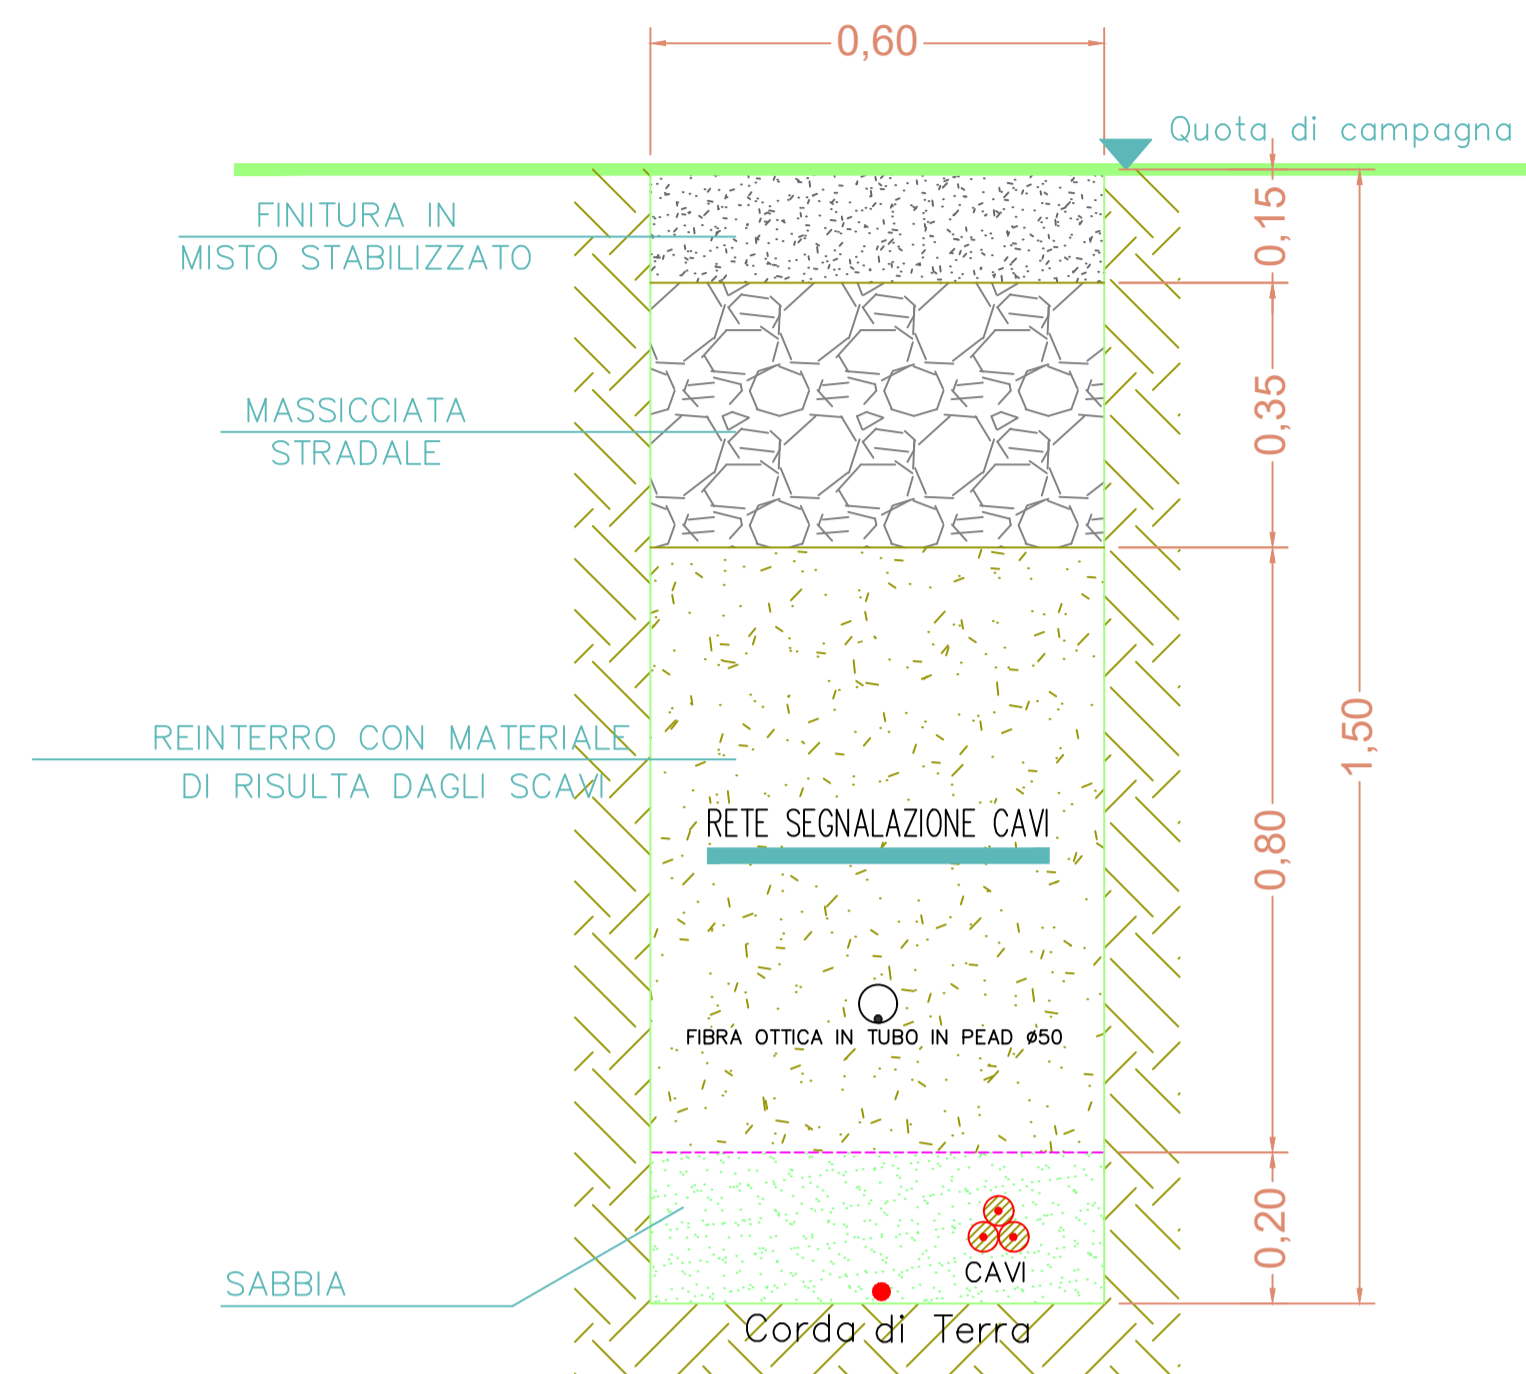 0,60
Quota di campagna
0,15
FINITURA IN
MISTO STABILIZZATO
0,35
MASSICCIATA
STRADALE
1,50
REINTERRO CON MATERIALE
DI RISULTA DAGLI SCAVI
RETE SEGNALAZIONE CAVI
0,80
FIBRA OTTICA IN TUBO IN PEAD ø50
0,20
CAVI
SABBIA
Corda di Terra